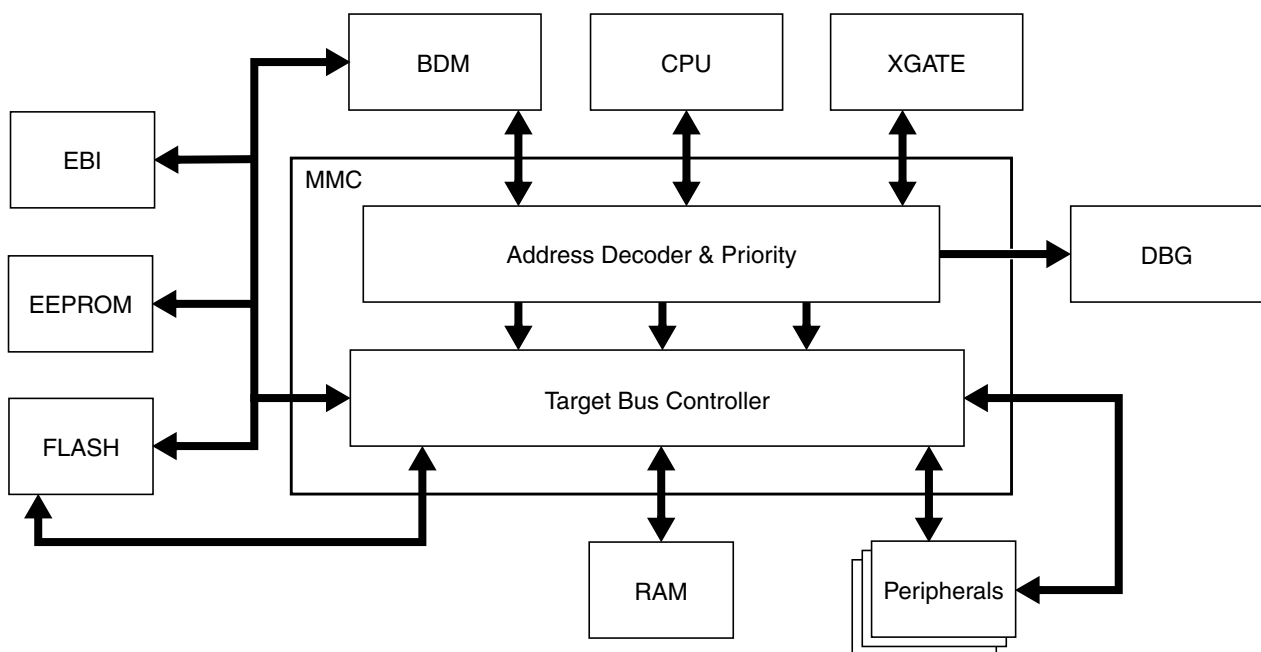 BDM
CPU
XGATE
EBI
MMC
Address Decoder & Priority
DBG
EEPROM
Target Bus Controller
FLASH
RAM
Peripherals